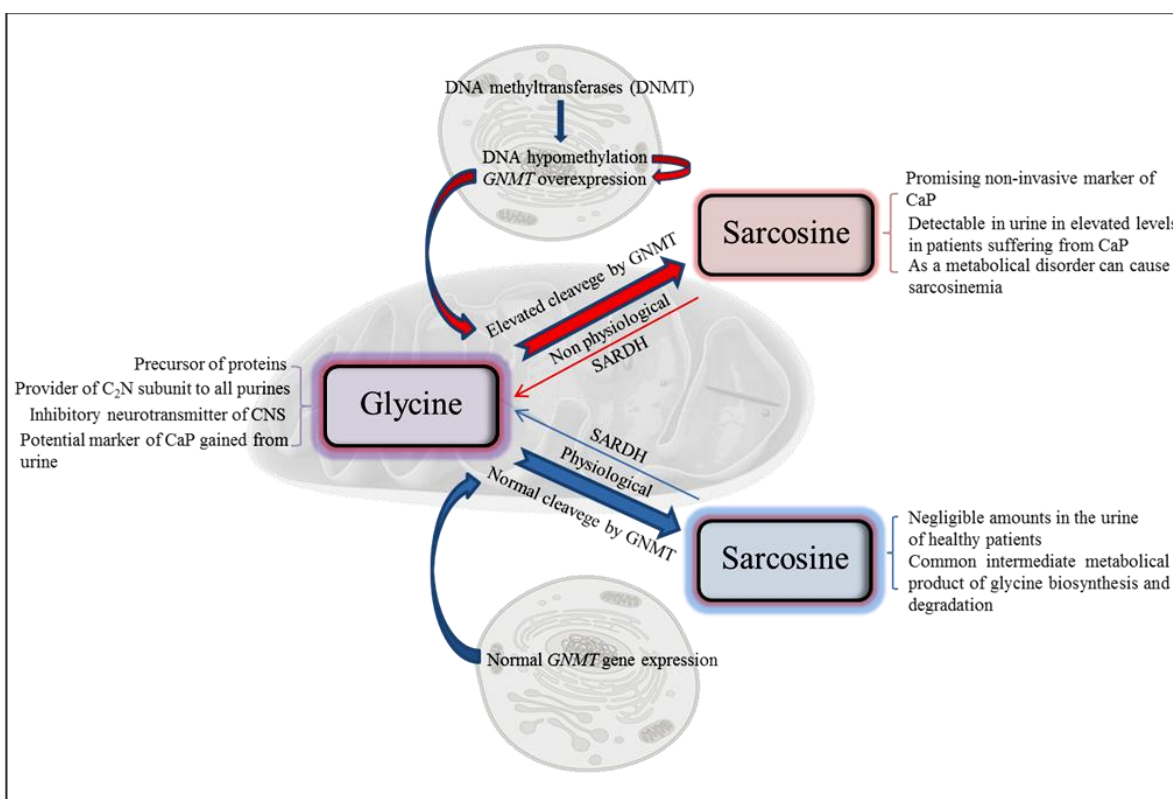 DNA methyltransferases (DNMT)
DNA hypomethylation
GNMT overexpression
Promising non-invasive marker of
CaP
Detectable in urine in elevated levels
in patients suffering from CaP
As a metabolical disorder can cause
sarcosinemia
Sarcosine
Elevated cleavege by GNMT
Non physiological
SARDH
Precursor of proteins
Provider of C₂N subunit to all purines
Inhibitory neurotransmitter of CNS
Potential marker of CaP gained from
urine
Glycine
SARDH
Physiological
Normal cleavege by GNMT
Sarcosine
Negligible amounts in the urine
of healthy patients
Common intermediate metabolical
product of glycine biosynthesis and
degradation
Normal GNMT gene expression